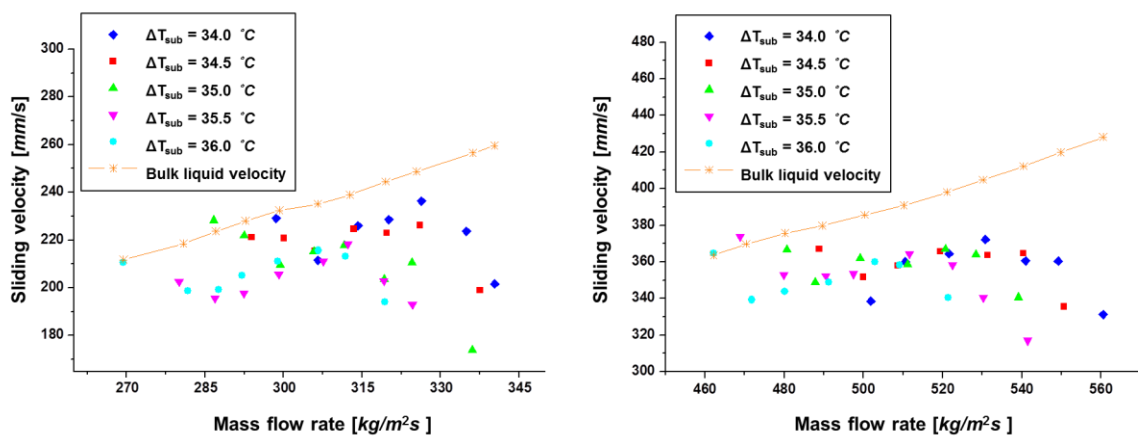 300
280
260
240
220
200
180
Sliding velocity [mm/s]
ΔTsub = 34.0 °C
ΔTsub = 34.5 °C
ΔTsub = 35.0 °C
ΔTsub = 35.5 °C
ΔTsub = 36.0 °C
Bulk liquid velocity
270 285 300 315 330 345
Mass flow rate [kg/m²s ]
480
460
440
420
400
380
360
340
320
300
Sliding velocity [mm/s]
ΔTsub = 34.0 °C
ΔTsub = 34.5 °C
ΔTsub = 35.0 °C
ΔTsub = 35.5 °C
ΔTsub = 36.0 °C
Bulk liquid velocity
460 480 500 520 540 560
Mass flow rate [kg/m²s ]